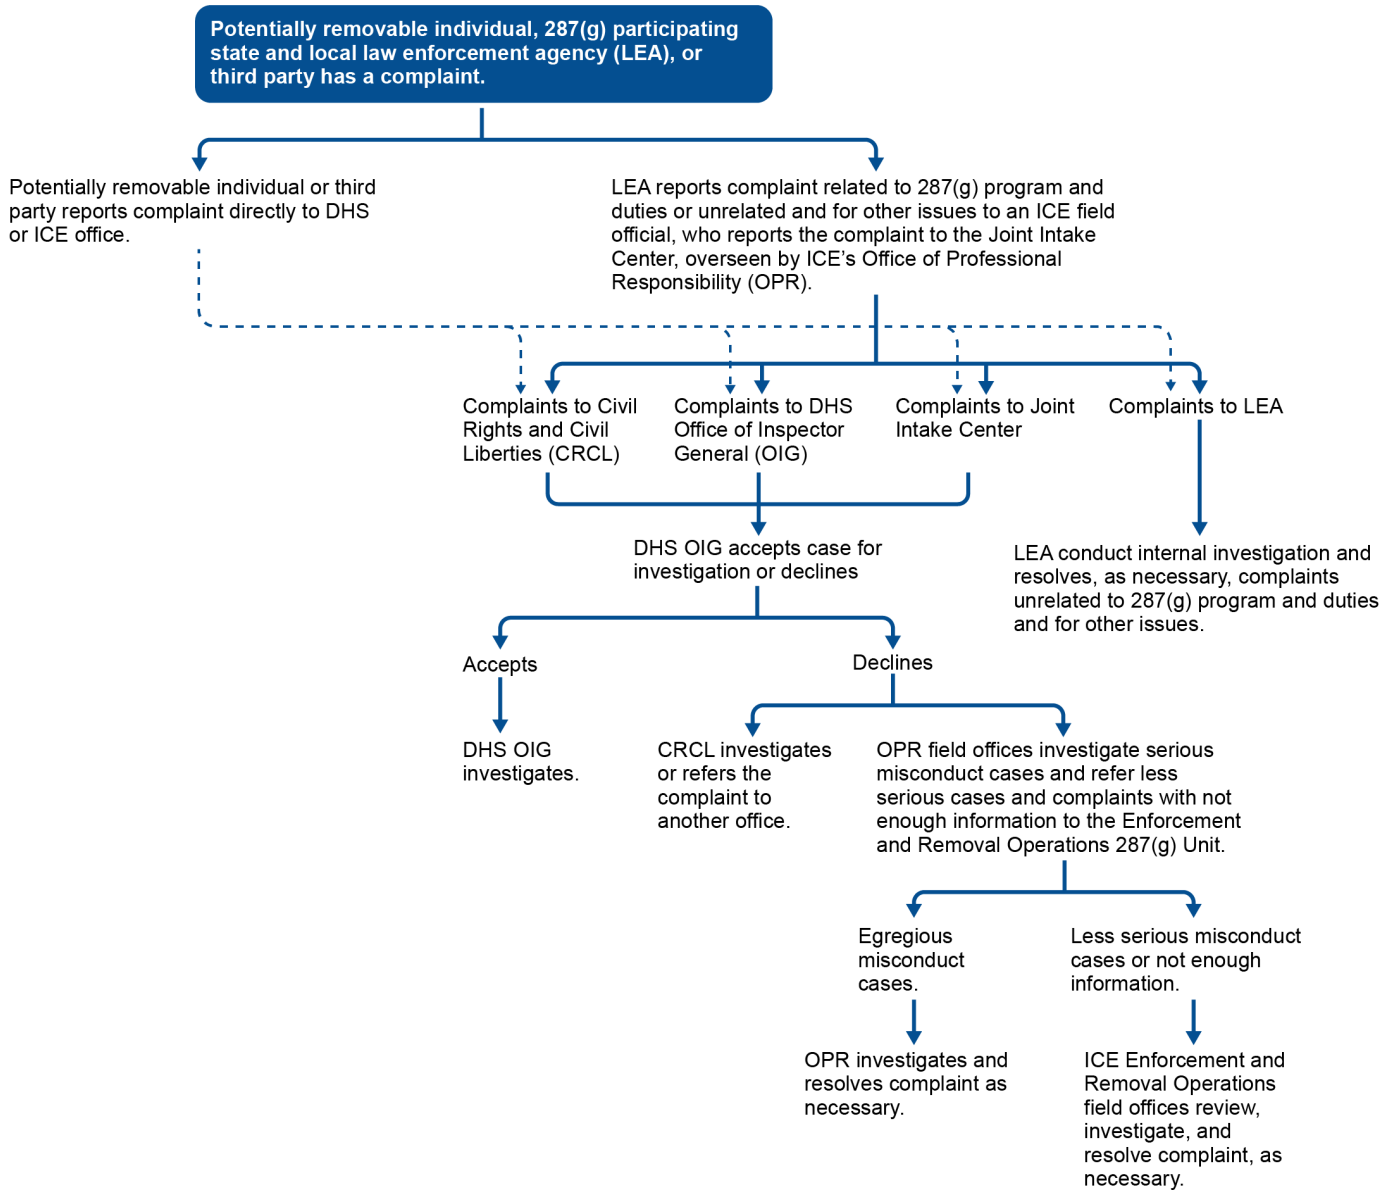 Potentially removable individual, 287(g) participating
state and local law enforcement agency (LEA), or
third party has a complaint.
Potentially removable individual or third
party reports complaint directly to DHS
or ICE office.
LEA reports complaint related to 287(g) program and
duties or unrelated and for other issues to an ICE field
official, who reports the complaint to the Joint Intake
Center, overseen by ICE’s Office of Professional
Responsibility (OPR).
Complaints to Civil
Rights and Civil
Liberties (CRCL)
Complaints to DHS
Office of Inspector
General (OIG)
Complaints to Joint
Intake Center
Complaints to LEA
DHS OIG accepts case for
investigation or declines
LEA conduct internal investigation and
resolves, as necessary, complaints
unrelated to 287(g) program and duties
and for other issues.
Accepts
Declines
DHS OIG
investigates.
CRCL investigates
or refers the
complaint to
another office.
OPR field offices investigate serious
misconduct cases and refer less
serious cases and complaints with not
enough information to the Enforcement
and Removal Operations 287(g) Unit.
Egregious
misconduct
cases.
Less serious misconduct
cases or not enough
information.
OPR investigates and
resolves complaint as
necessary.
ICE Enforcement and
Removal Operations
field offices review,
investigate, and
resolve complaint, as
necessary.